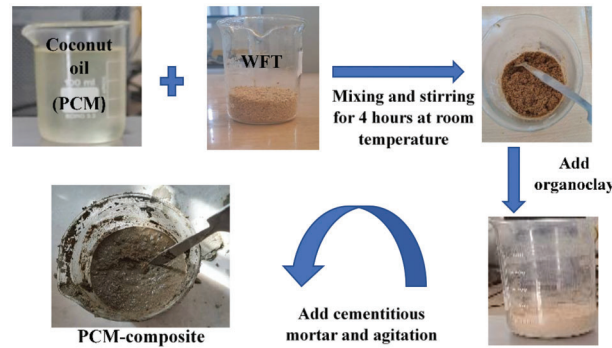 Coconut
oil
(PCM)
WFT
Mixing and stirring
for 4 hours at room
temperature
Add
organoclay
Add cementitious
mortar and agitation
PCM-composite